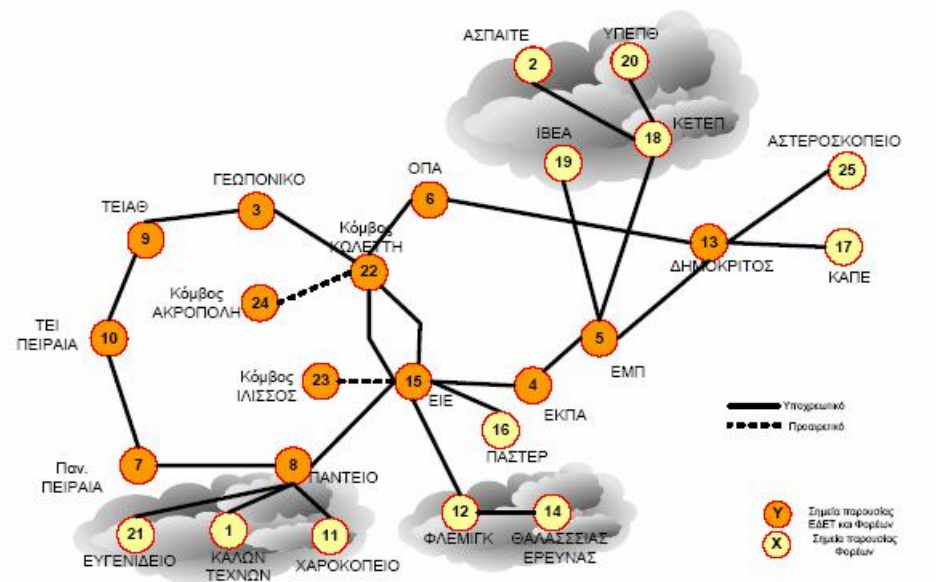 ΑΣΠΑΙΤΕ
2
ΥΠΕΠΘ
20
ΙΒΕΑ
19
18
ΚΕΤΕΠ
ΑΣΤΕΡΟΣΚΟΠΕΙΟ
25
ΟΠΑ
6
ΓΕΩΠΟΝΙΚΟ
3
ΤΕΙΑΘ
9
Κόμβος
ΚΩΛΕΤΤΗ
22
13
ΔΗΜΟΚΡΙΤΟΣ
17
ΚΑΠΕ
Κόμβος
ΑΚΡΟΠΟΛΗ
24
ΤΕΙ
ΠΕΙΡΑΙΑ
10
5
ΕΜΠ
Κόμβος
ΙΛΙΣΣΟΣ
23
15
ΕΙΕ
4
ΕΚΠΑ
16
ΠΑΣΤΕΡ
Υποχρεωτικό
Προαιρετικό
Παν.
ΠΕΙΡΑΙΑ
7
8
ΠΑΝΤΕΙΟ
21
ΕΥΓΕΝΙΔΕΙΟ
1
ΚΑΛΩΝ
ΤΕΧΝΩΝ
11
ΧΑΡΟΚΟΠΕΙΟ
12
ΦΛΕΜΙΓΚ
14
ΘΑΛΑΣΣΣΙΑΣ
ΕΡΕΥΝΑΣ
Υ
Σημεία παρουσίας
ΕΔΕΤ και Φορέων
Χ
Σημεία παρουσίας
Φορέων